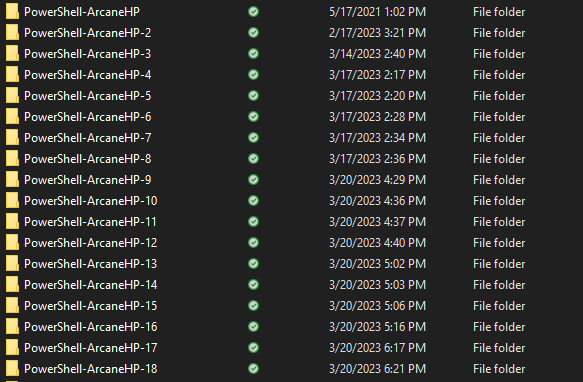 PowerShell-ArcaneHP 5/17/2021 1:02 PM File folder
PowerShell-ArcaneHP-2 2/17/2023 3:21 PM File folder
PowerShell-ArcaneHP-3 3/14/2023 2:40 PM File folder
PowerShell-ArcaneHP-4 3/17/2023 2:17 PM File folder
PowerShell-ArcaneHP-5 3/17/2023 2:20 PM File folder
PowerShell-ArcaneHP-6 3/17/2023 2:28 PM File folder
PowerShell-ArcaneHP-7 3/17/2023 2:34 PM File folder
PowerShell-ArcaneHP-8 3/17/2023 2:36 PM File folder
PowerShell-ArcaneHP-9 3/20/2023 4:29 PM File folder
PowerShell-ArcaneHP-10 3/20/2023 4:36 PM File folder
PowerShell-ArcaneHP-11 3/20/2023 4:37 PM File folder
PowerShell-ArcaneHP-12 3/20/2023 4:40 PM File folder
PowerShell-ArcaneHP-13 3/20/2023 5:02 PM File folder
PowerShell-ArcaneHP-14 3/20/2023 5:03 PM File folder
PowerShell-ArcaneHP-15 3/20/2023 5:06 PM File folder
PowerShell-ArcaneHP-16 3/20/2023 5:16 PM File folder
PowerShell-ArcaneHP-17 3/20/2023 6:17 PM File folder
PowerShell-ArcaneHP-18 3/20/2023 6:21 PM File folder